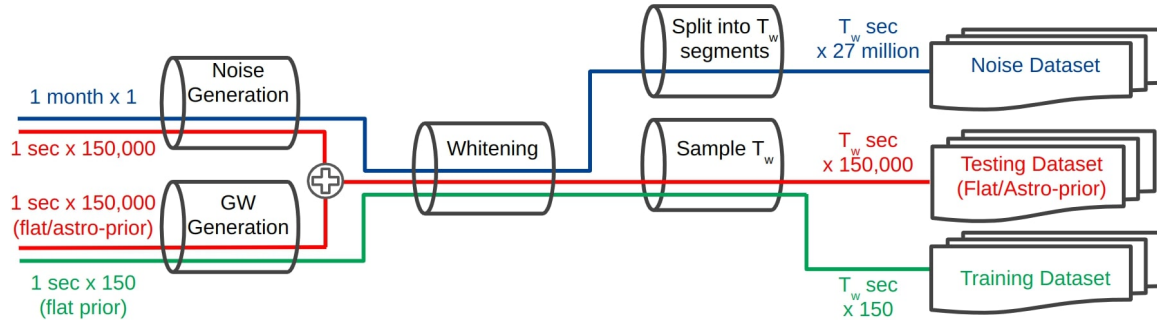 Noise
Generation
1 month x 1
1 sec x 150,000
1 sec x 150,000
(flat/astro-prior)
GW
Generation
1 sec x 150
(flat prior)
Whitening
Split into T_w
segments
Sample T_w
T_w sec
x 27 million
T_w sec
x 150,000
T_w sec
x 150
Noise Dataset
Testing Dataset
(Flat/Astro-prior)
Training Dataset